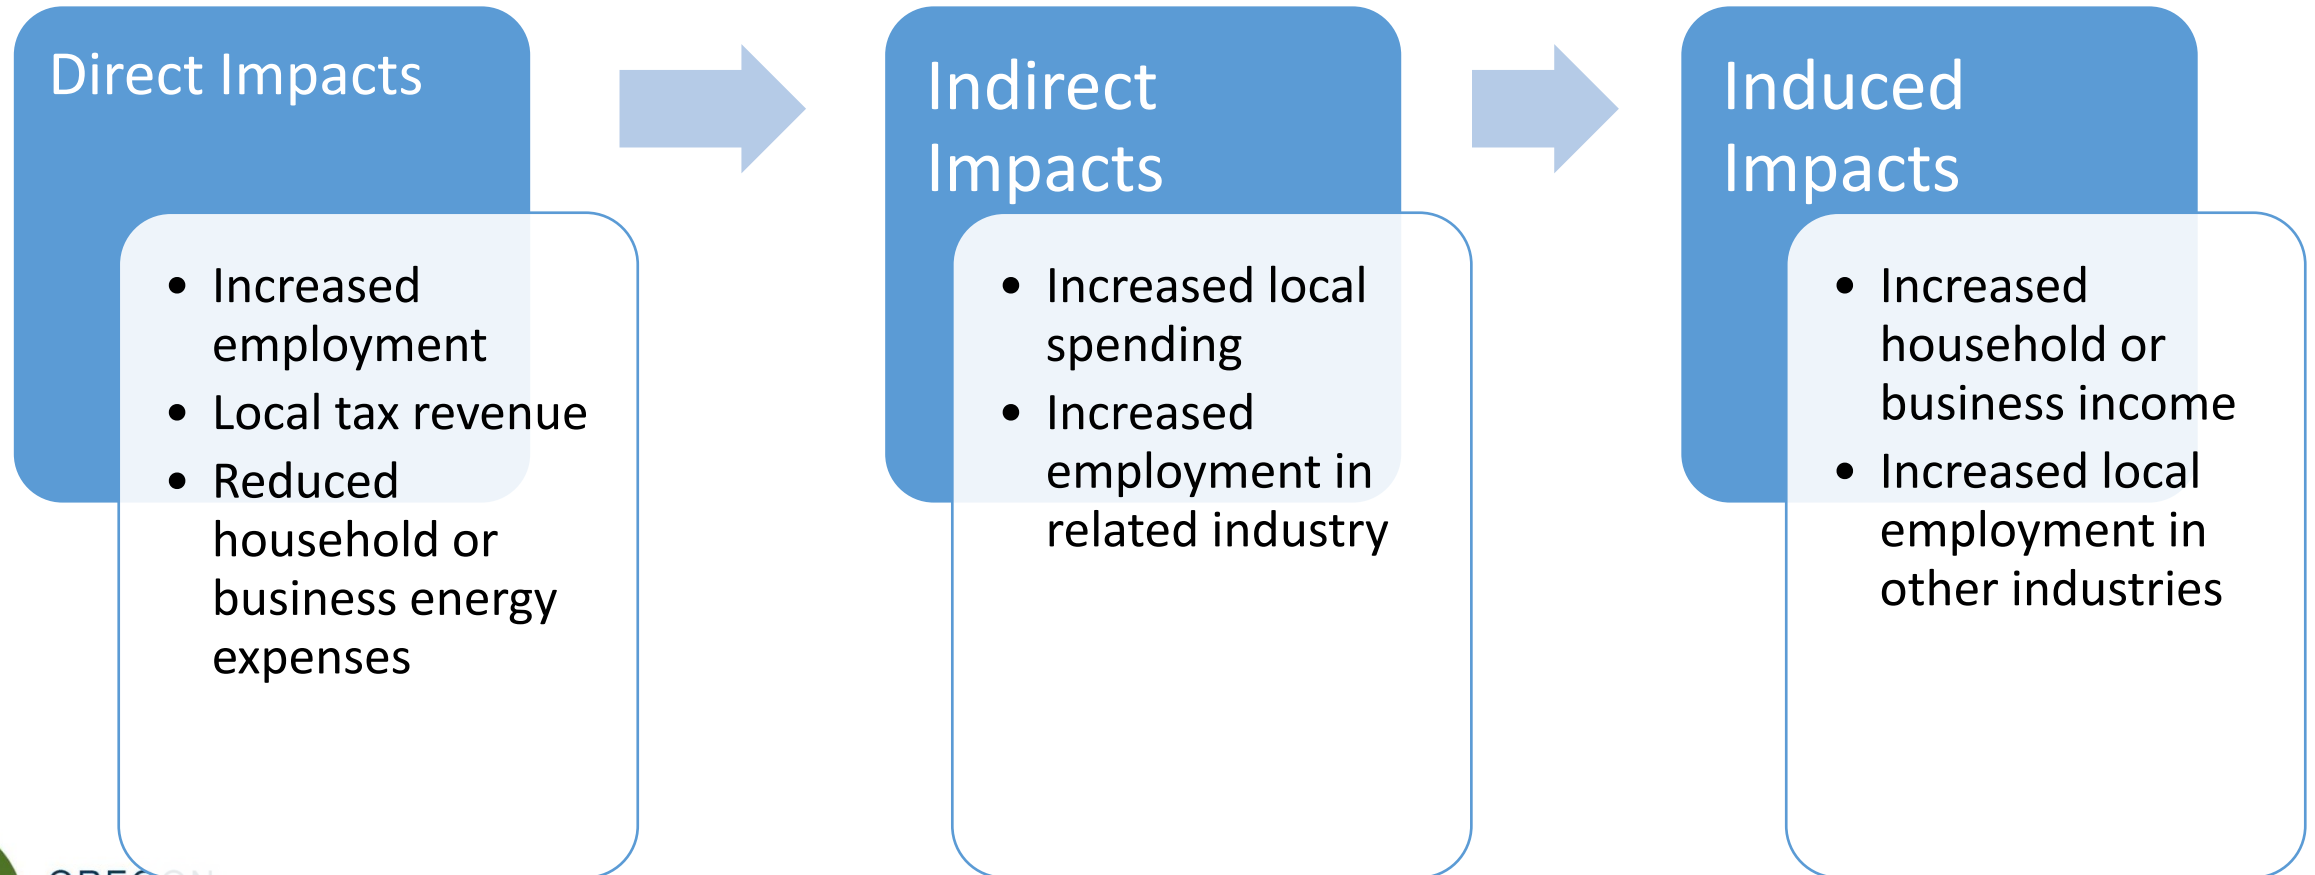 Direct Impacts
• Increased
employment
• Local tax revenue
• Reduced
household or
business energy
expenses
Indirect
Impacts
• Increased local
spending
• Increased
employment in
related industry
Induced
Impacts
• Increased
household or
business income
• Increased local
employment in
other industries
OREGON